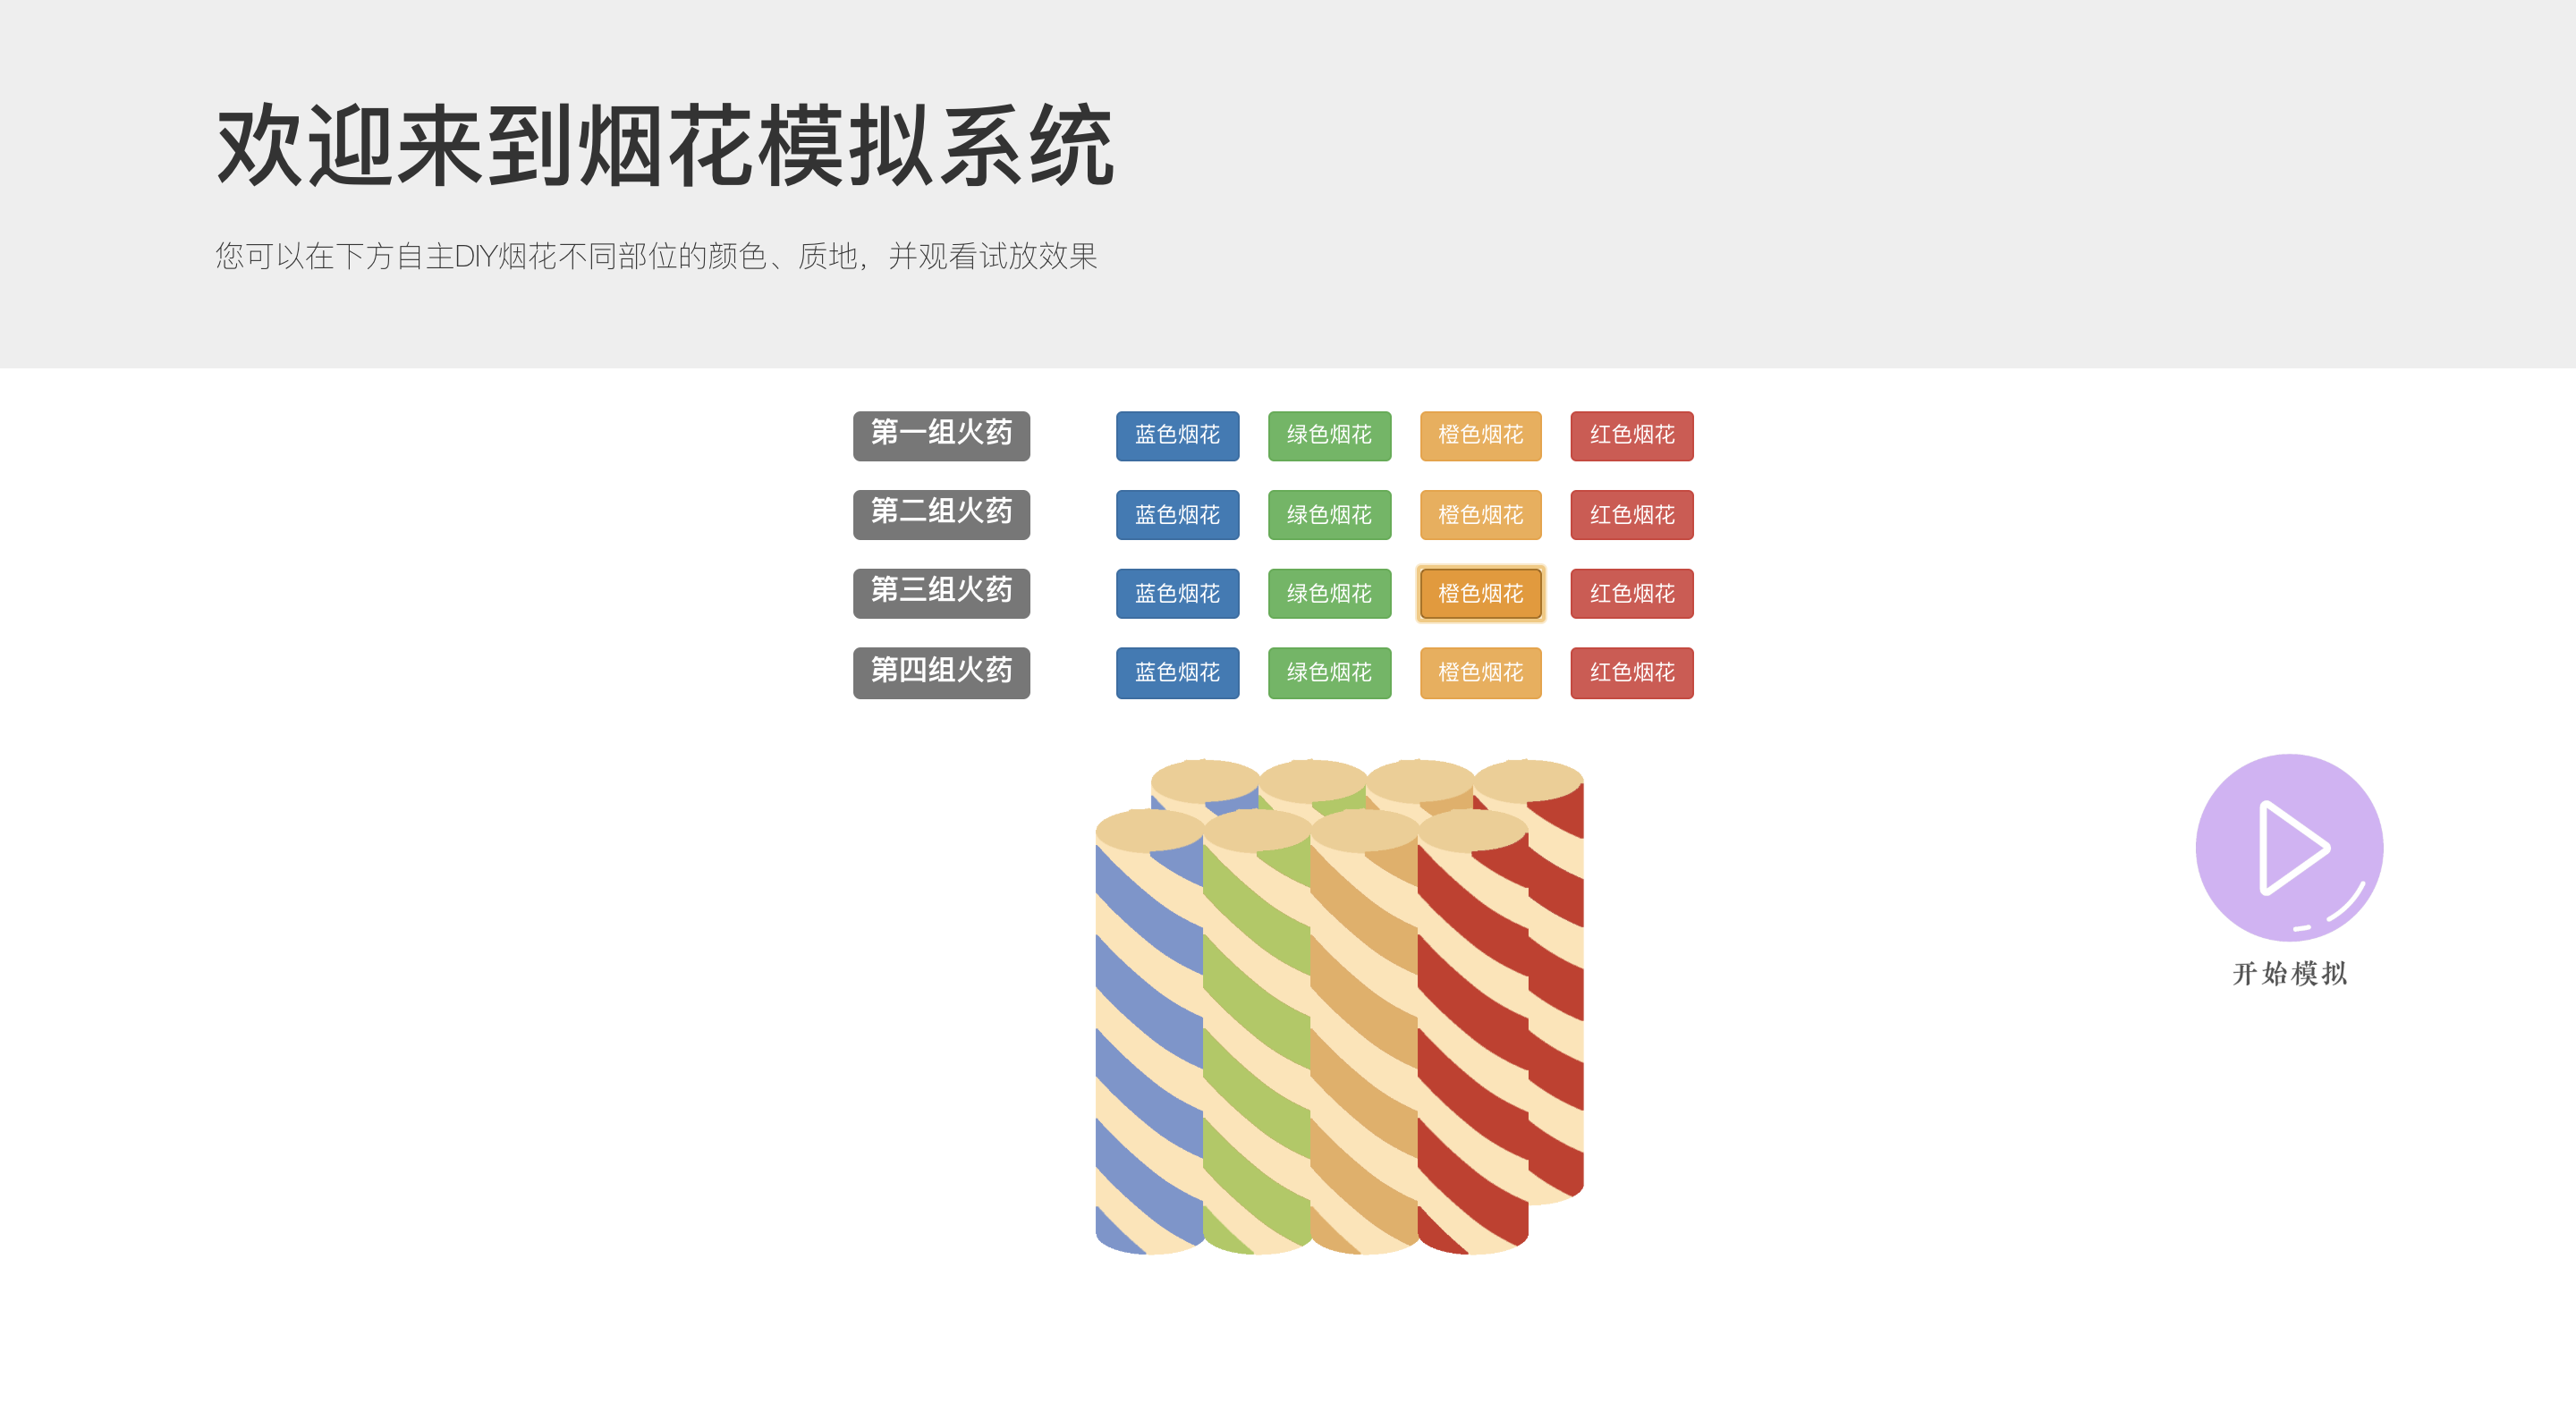 欢迎来到烟花模拟系统
您可以在下方自主DIY烟花不同部位的颜色、质地，并观看试放效果
第一组火药 蓝色烟花 绿色烟花 橙色烟花 红色烟花
第二组火药 蓝色烟花 绿色烟花 橙色烟花 红色烟花
第三组火药 蓝色烟花 绿色烟花 橙色烟花 红色烟花
第四组火药 蓝色烟花 绿色烟花 橙色烟花 红色烟花
开始模拟